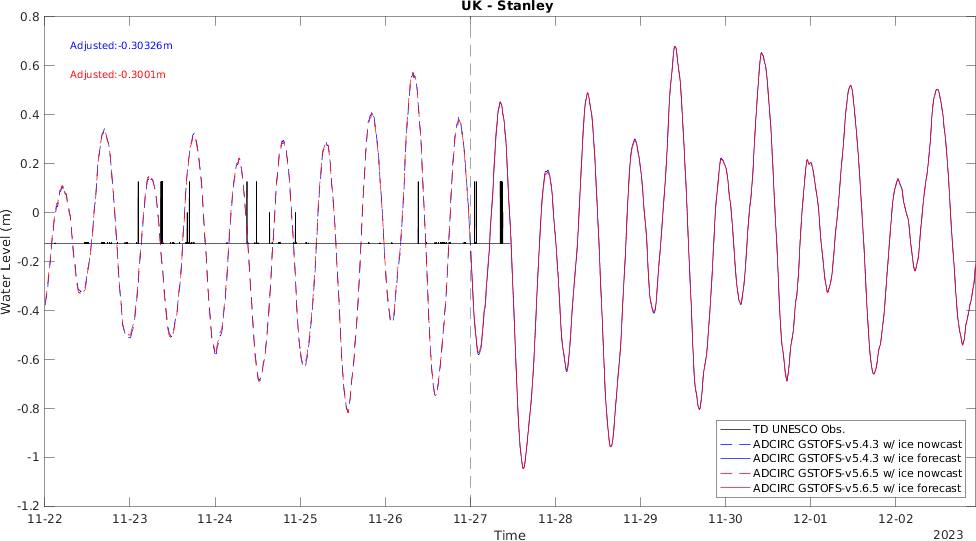 UK - Stanley
Adjusted:-0.30326m
Adjusted:-0.3001m
Water Level (m)
0.8
0.6
0.4
0.2
0
-0.2
-0.4
-0.6
-0.8
-1
-1.2
TD UNESCO Obs.
ADCIRC GSTOFS-v5.4.3 w/ ice nowcast
ADCIRC GSTOFS-v5.4.3 w/ ice forecast
ADCIRC GSTOFS-v5.6.5 w/ ice nowcast
ADCIRC GSTOFS-v5.6.5 w/ ice forecast
11-22 11-23 11-24 11-25 11-26 11-27 11-28 11-29 11-30 12-01 12-02
Time
2023